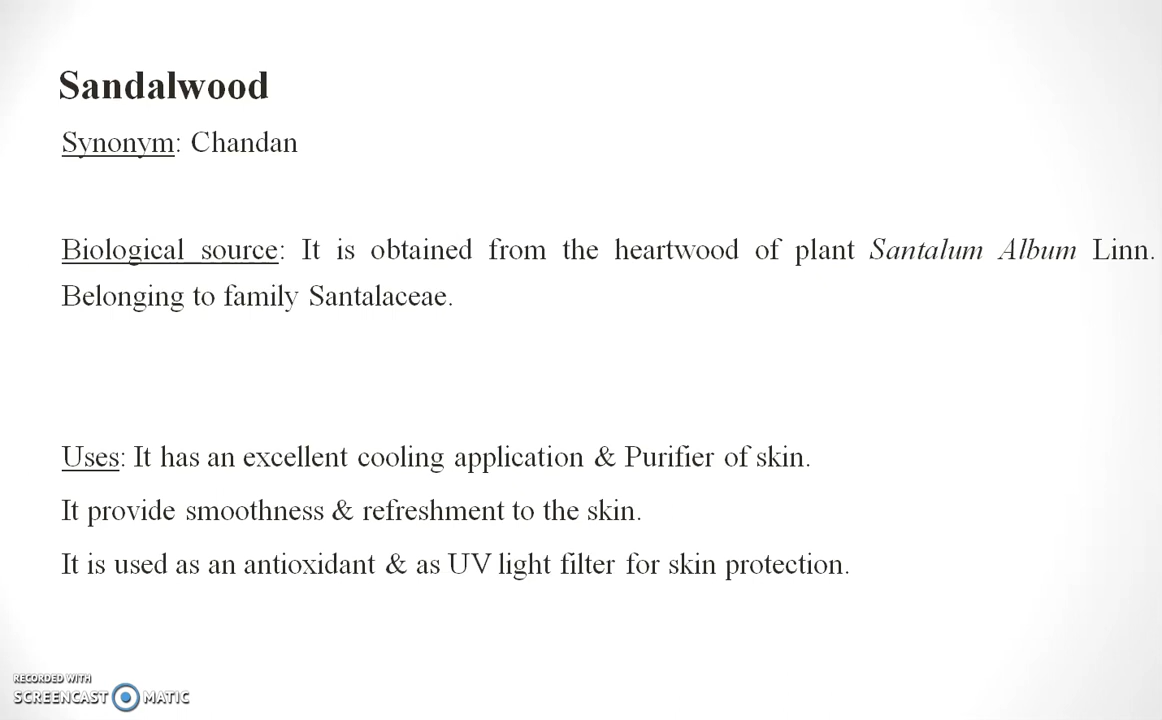 Sandalwood
Synonym: Chandan
Biological source: It is obtained from the heartwood of plant Santalum Album Linn.
Belonging to family Santalaceae.
Uses: It has an excellent cooling application & Purifier of skin.
It provide smoothness & refreshment to the skin.
It is used as an antioxidant & as UV light filter for skin protection.
RECORDED WITH
SCREENCAST MATIC